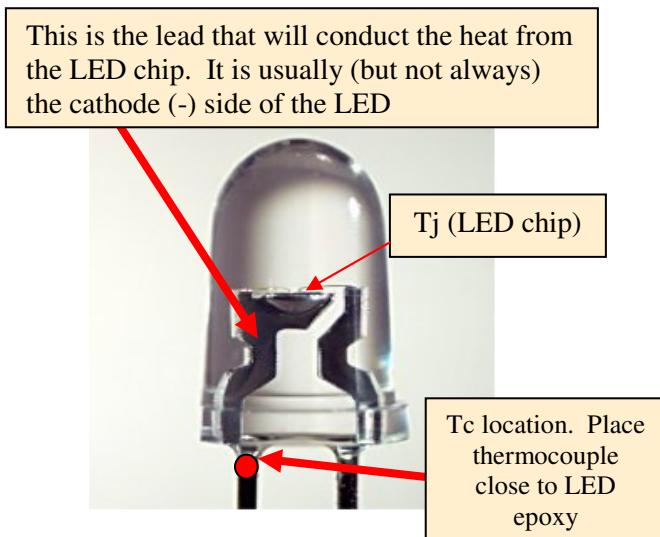 This is the lead that will conduct the heat from
the LED chip.  It is usually (but not always)
the cathode (-) side of the LED
Tj (LED chip)
Tc location.  Place
thermocouple
close to LED
epoxy